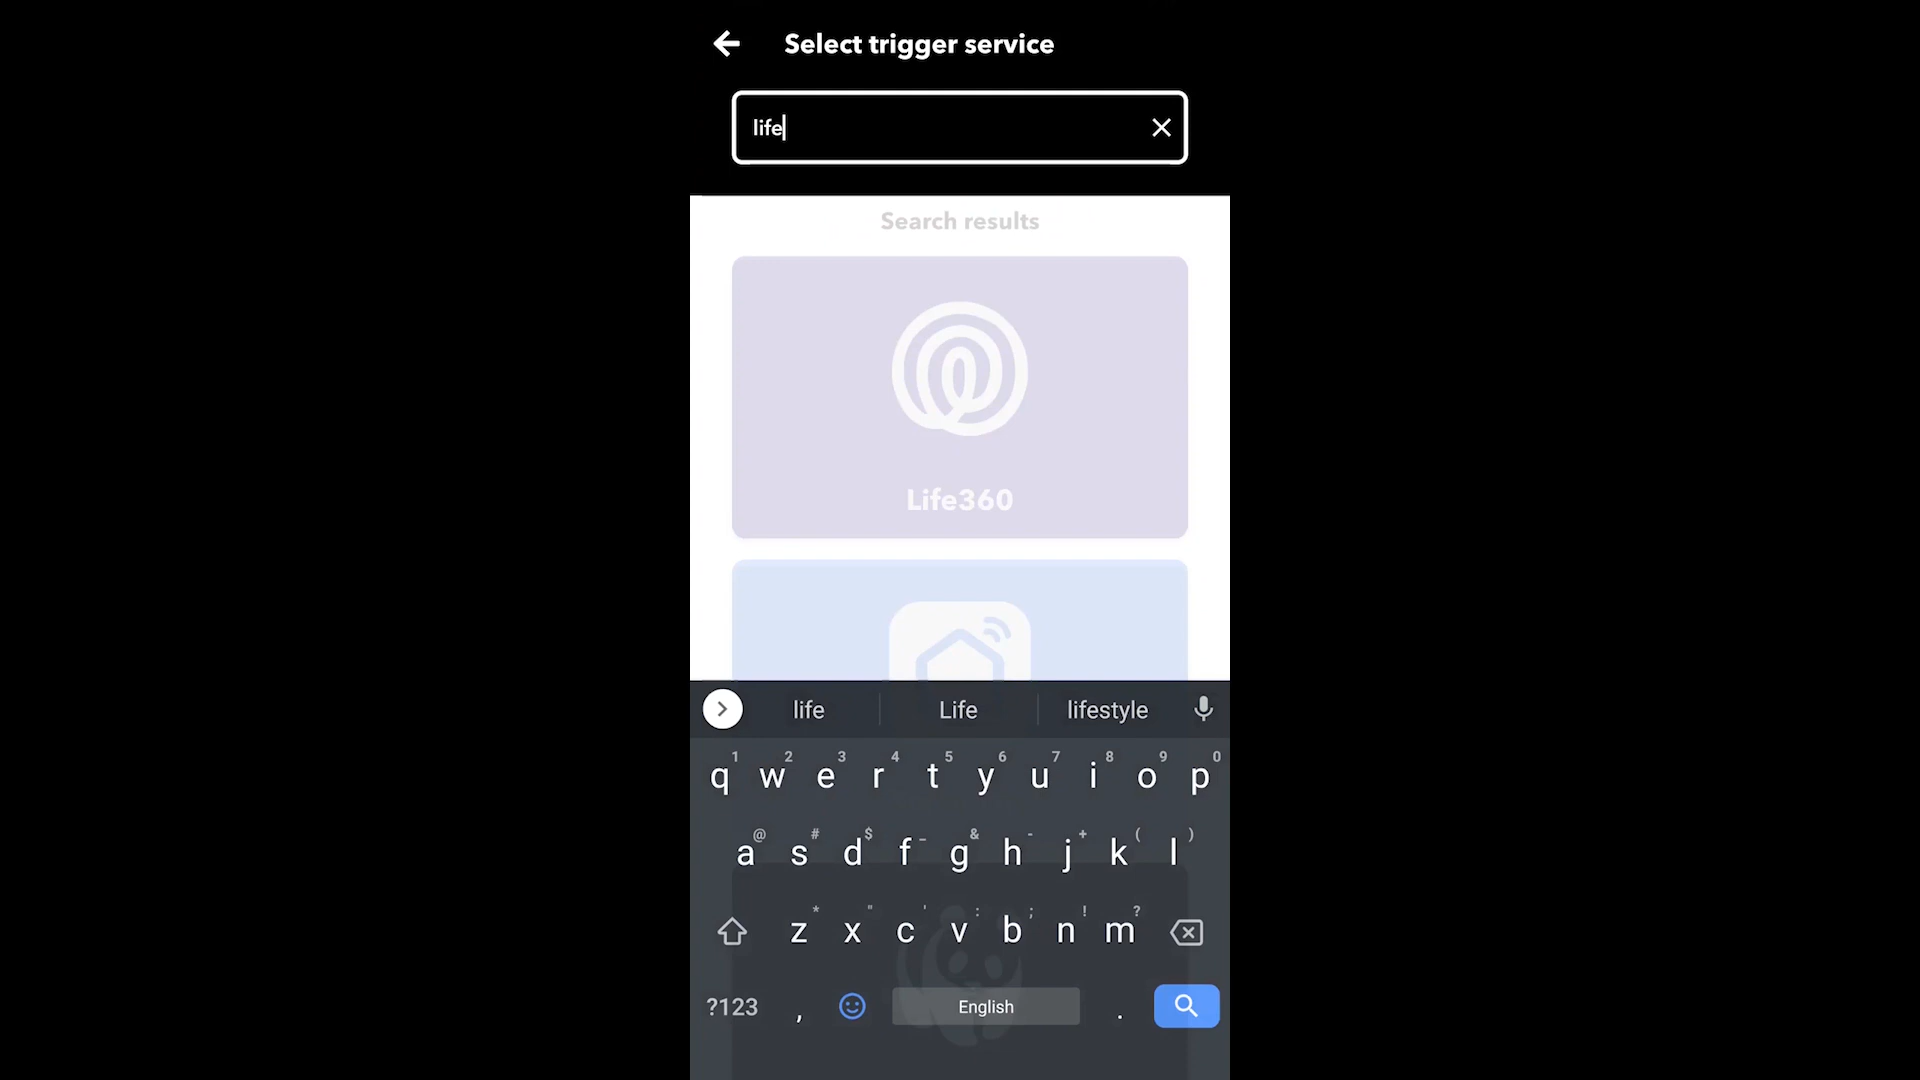 Select trigger service
life
Search results
Life360
life Life lifestyle
1 2 3 4 5 6 7 8 9 0
q w e r t y u i o p
@ # $ _ & - + ( )
a s d f g h j k l
* " ' : ; ! ?
z x c v b n m
?123 , English .